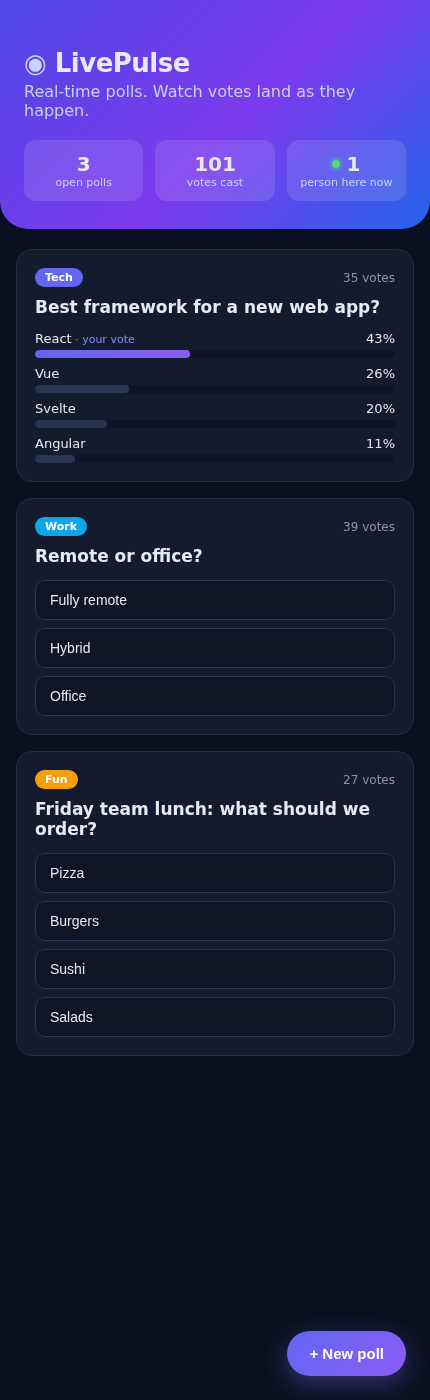 ◉ LivePulse
Real-time polls. Watch votes land as they
happen.
3
open polls
101
votes cast
1
person here now
Tech
35 votes
Best framework for a new web app?
React · your vote
43%
Vue
26%
Svelte
20%
Angular
11%
Work
39 votes
Remote or office?
Fully remote
Hybrid
Office
Fun
27 votes
Friday team lunch: what should we
order?
Pizza
Burgers
Sushi
Salads
+ New poll